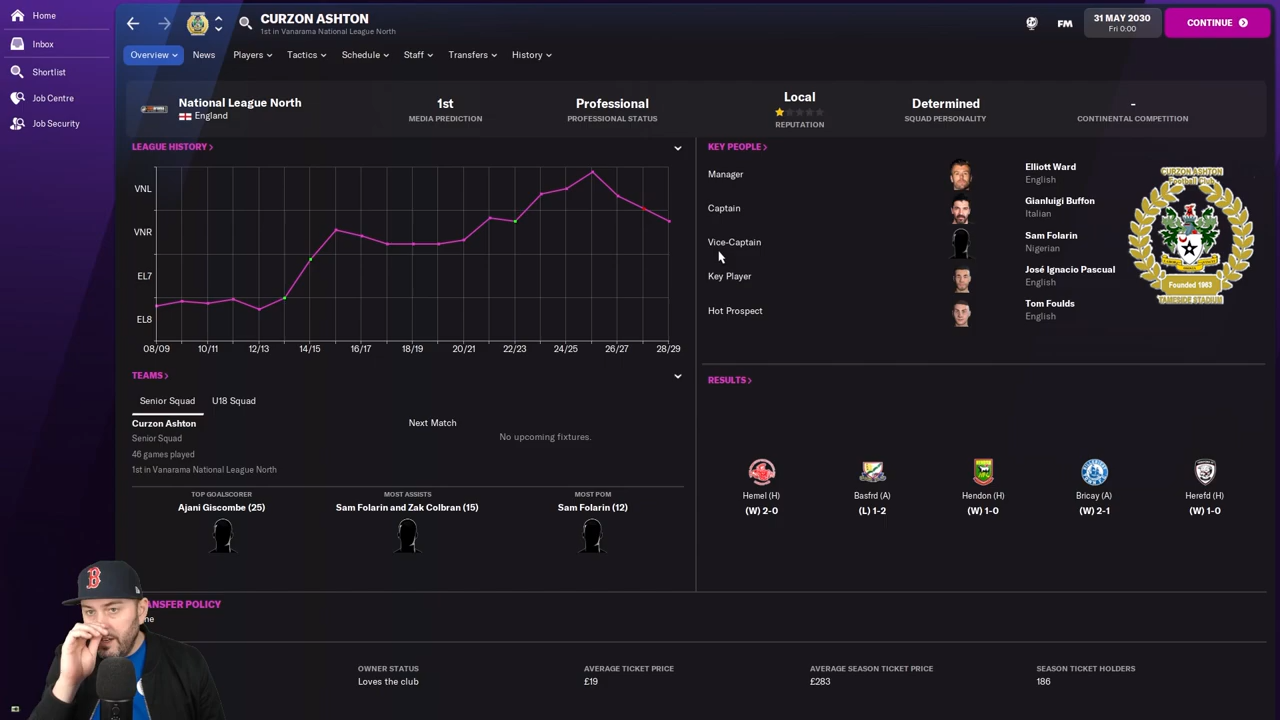 Home
Inbox
Shortlist
Job Centre
Job Security
CURZON ASHTON
1st in Vanarama National League North
FM
31 MAY 2030
Fri 0:00
CONTINUE
Overview
News
Players
Tactics
Schedule
Staff
Transfers
History
National League North
England
1st
MEDIA PREDICTION
Professional
PROFESSIONAL STATUS
Local
REPUTATION
Determined
SQUAD PERSONALITY
-
CONTINENTAL COMPETITION
LEAGUE HISTORY >
VNL
VNR
EL7
EL8
08/09 10/11 12/13 14/15 16/17 18/19 20/21 22/23 24/25 26/27 28/29
KEY PEOPLE >
Manager
Elliott Ward
English
Captain
Gianluigi Buffon
Italian
Vice-Captain
Sam Folarin
Nigerian
Key Player
José Ignacio Pascual
English
Hot Prospect
Tom Foulds
English
CURZON ASHTON
Football Club
Founded 1963
TAMESIDE STADIUM
TEAMS >
Senior Squad
U18 Squad
Curzon Ashton
Senior Squad
46 games played
1st in Vanarama National League North
Next Match
No upcoming fixtures.
TOP GOALSCORER
Ajani Giscombe (25)
MOST ASSISTS
Sam Folarin and Zak Colbran (15)
MOST POM
Sam Folarin (12)
RESULTS >
Hemel (H)
(W) 2-0
Basfrd (A)
(L) 1-2
Hendon (H)
(W) 1-0
Bricay (A)
(W) 2-1
Herefd (H)
(W) 1-0
ANSFER POLICY
ne
OWNER STATUS
Loves the club
AVERAGE TICKET PRICE
£19
AVERAGE SEASON TICKET PRICE
£283
SEASON TICKET HOLDERS
186
B